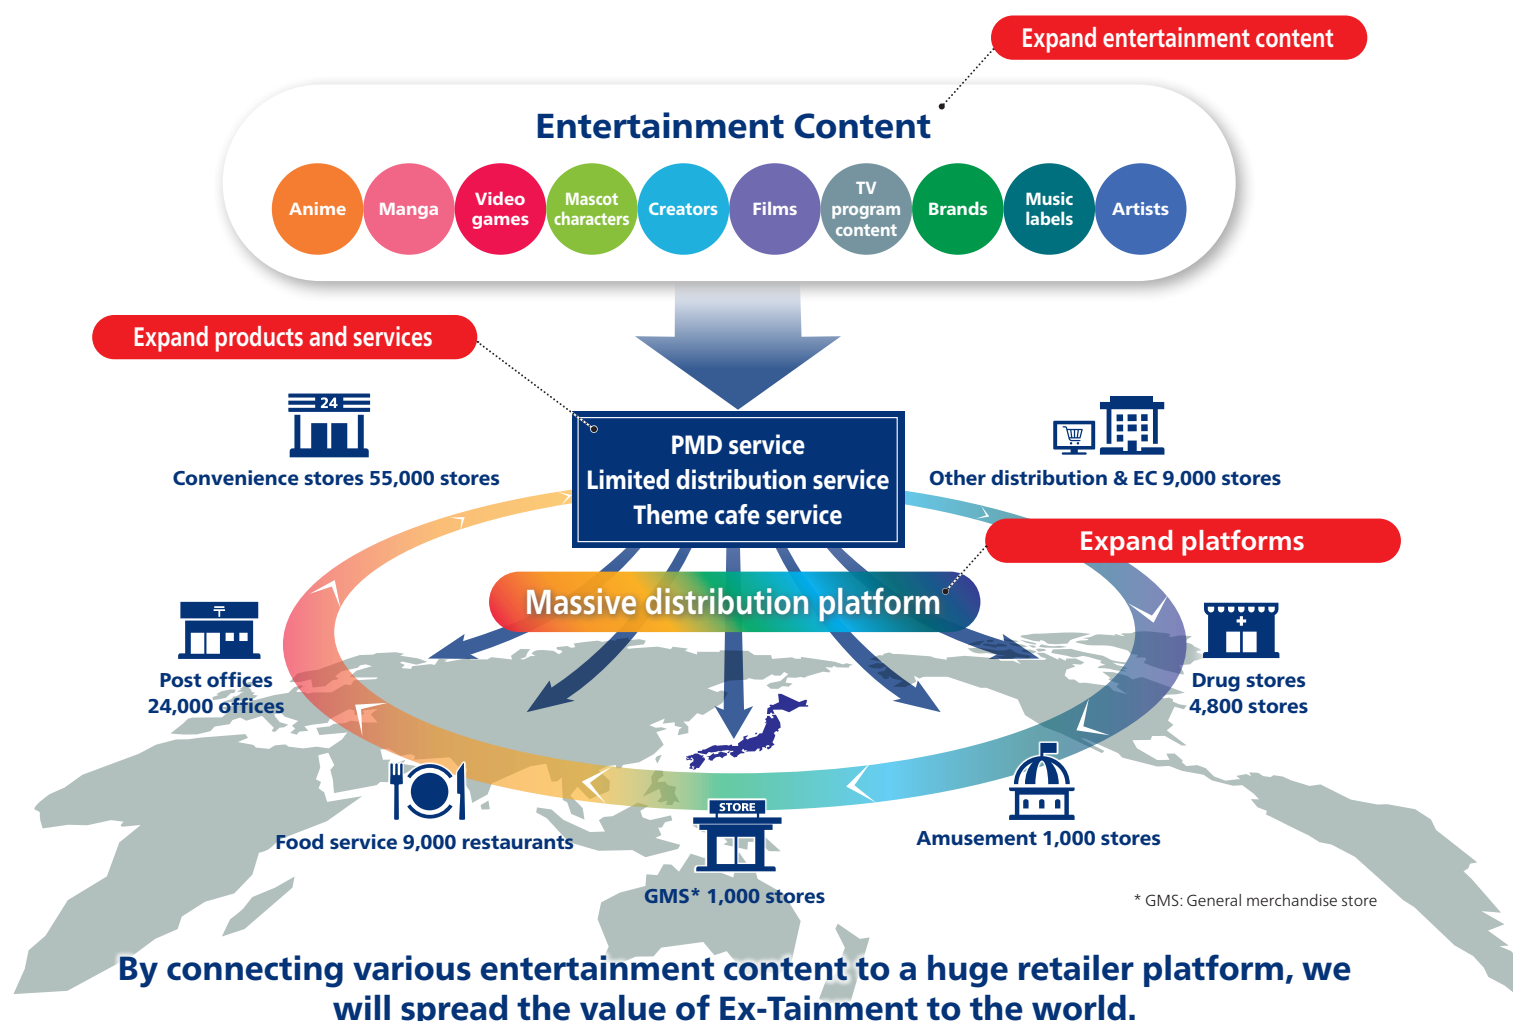 Expand entertainment content
Entertainment Content
Anime
Manga
Video
games
Mascot
characters
Creators
Films
TV
program
content
Brands
Music
labels
Artists
Expand products and services
24
Convenience stores 55,000 stores
PMD service
Limited distribution service
Theme cafe service
Other distribution & EC 9,000 stores
Expand platforms
Massive distribution platform
〒
Post offices
24,000 offices
Drug stores
4,800 stores
Food service 9,000 restaurants
STORE
GMS* 1,000 stores
Amusement 1,000 stores
* GMS: General merchandise store
By connecting various entertainment content to a huge retailer platform, we
will spread the value of Ex-Tainment to the world.